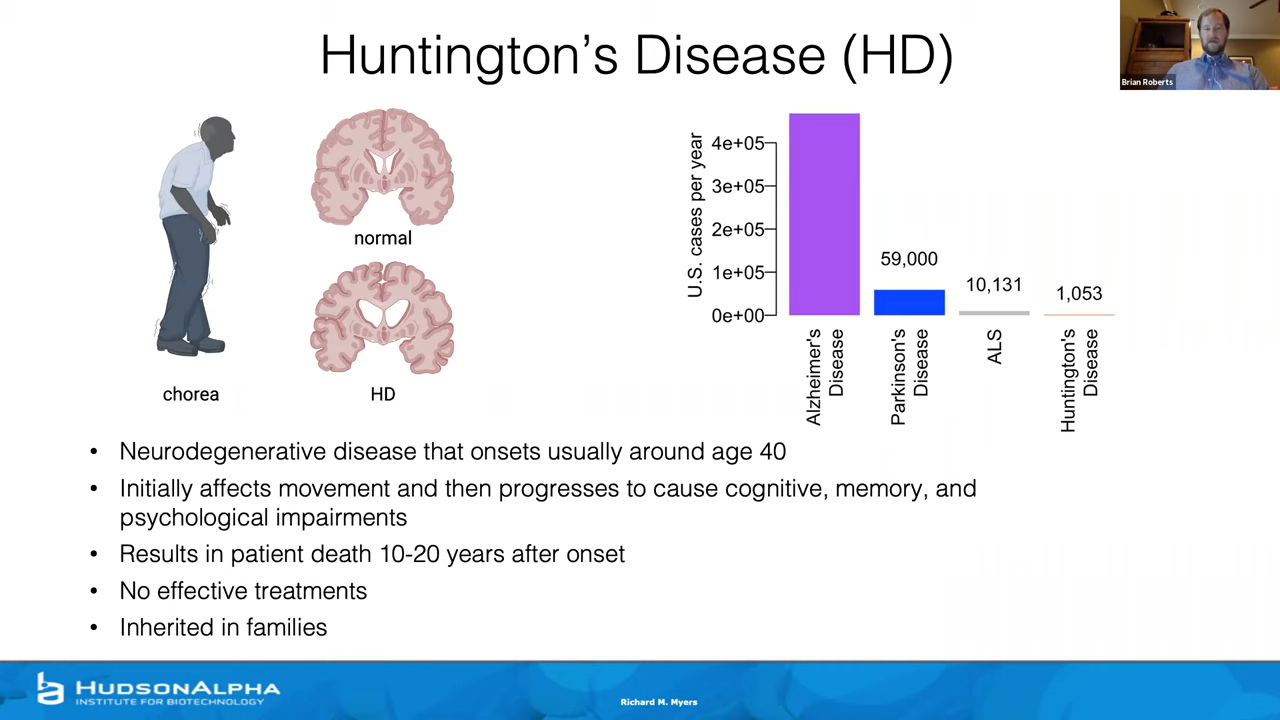 Huntington's Disease (HD)
Brian Roberts
normal
chorea
HD
U.S. cases per year
4e+05
3e+05
2e+05
1e+05
0e+00
59,000
10,131
1,053
Alzheimer's
Disease
Parkinson's
Disease
ALS
Huntington's
Disease
• Neurodegenerative disease that onsets usually around age 40
• Initially affects movement and then progresses to cause cognitive, memory, and
psychological impairments
• Results in patient death 10-20 years after onset
• No effective treatments
• Inherited in families
HUDSONALPHA
INSTITUTE FOR BIOTECHNOLOGY
Richard M. Myers